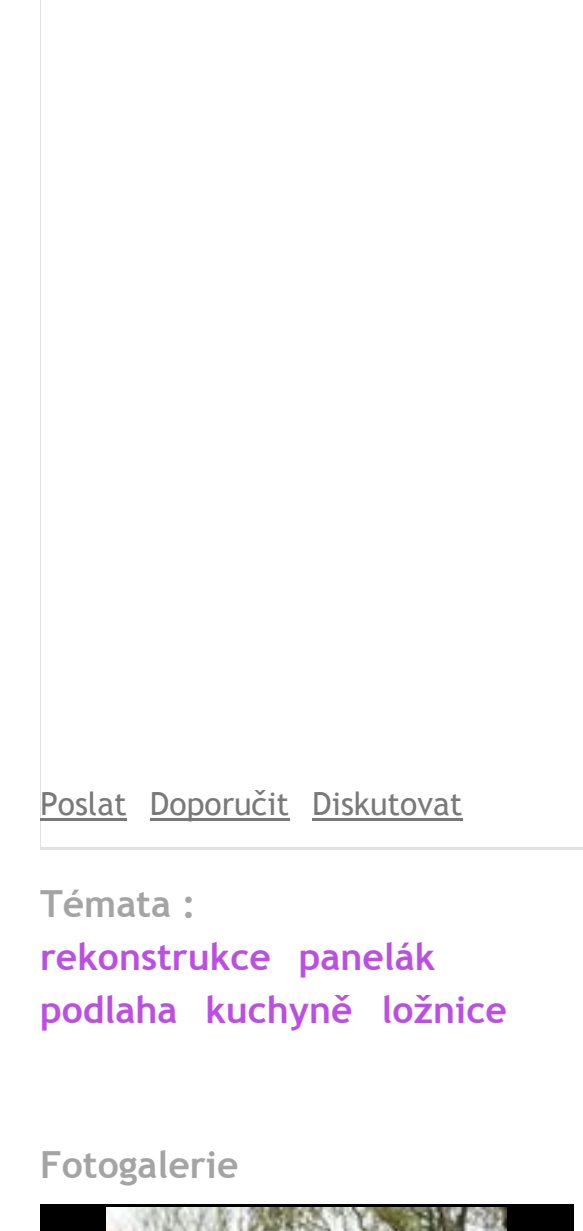 Poslat Doporučit Diskutovat
Témata :
rekonstrukce panelák
podlaha kuchyně ložnice
Fotogalerie